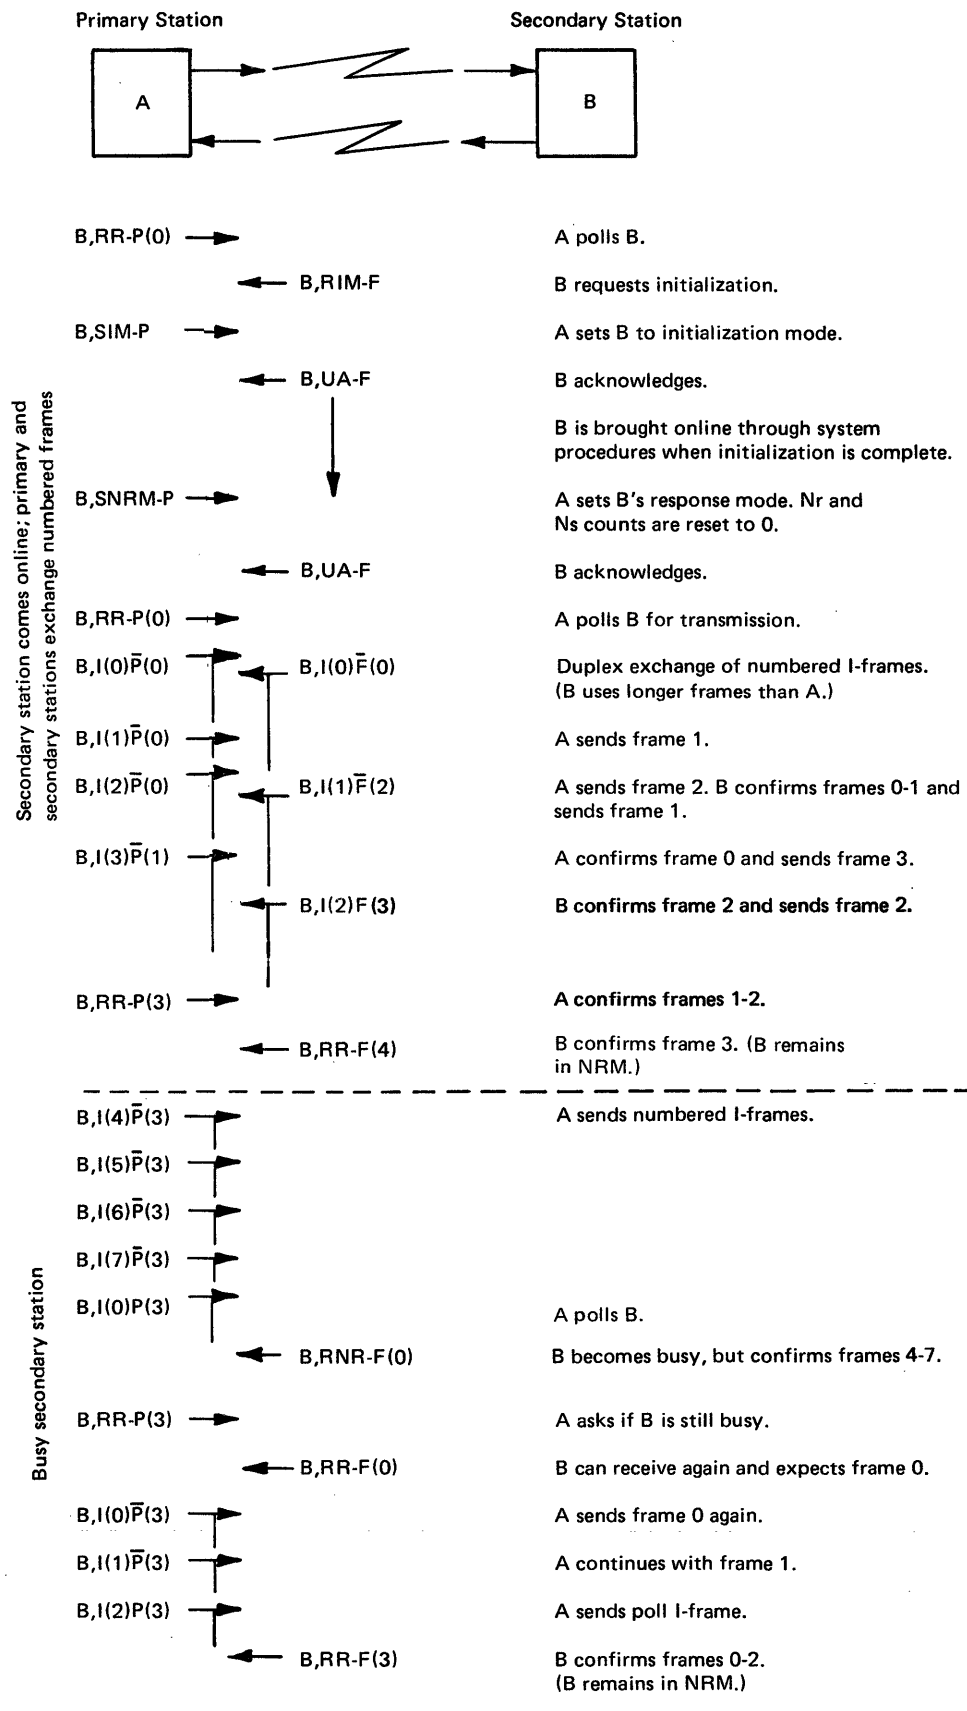 Primary Station
Secondary Station
A
B
B,RR-P(0)
A polls B.
B,RIM-F
B requests initialization.
B,SIM-P
A sets B to initialization mode.
B,UA-F
B acknowledges.
B is brought online through system
procedures when initialization is complete.
B,SNRM-P
A sets B's response mode. Nr and
Ns counts are reset to 0.
B,UA-F
B acknowledges.
B,RR-P(0)
A polls B for transmission.
B,I(0)P̅(0)
B,I(0)F̅(0)
Duplex exchange of numbered I-frames.
(B uses longer frames than A.)
B,I(1)P̅(0)
A sends frame 1.
B,I(2)P̅(0)
B,I(1)F̅(2)
A sends frame 2. B confirms frames 0-1 and
sends frame 1.
B,I(3)P̅(1)
A confirms frame 0 and sends frame 3.
B,I(2)F(3)
B confirms frame 2 and sends frame 2.
B,RR-P(3)
A confirms frames 1-2.
B,RR-F(4)
B confirms frame 3. (B remains
in NRM.)
Secondary station comes online; primary and
secondary stations exchange numbered frames
B,I(4)P̅(3)
A sends numbered I-frames.
B,I(5)P̅(3)
B,I(6)P̅(3)
B,I(7)P̅(3)
B,I(0)P(3)
A polls B.
B,RNR-F(0)
B becomes busy, but confirms frames 4-7.
B,RR-P(3)
A asks if B is still busy.
B,RR-F(0)
B can receive again and expects frame 0.
B,I(0)P̅(3)
A sends frame 0 again.
B,I(1)P̅(3)
A continues with frame 1.
B,I(2)P(3)
A sends poll I-frame.
B,RR-F(3)
B confirms frames 0-2.
(B remains in NRM.)
Busy secondary station